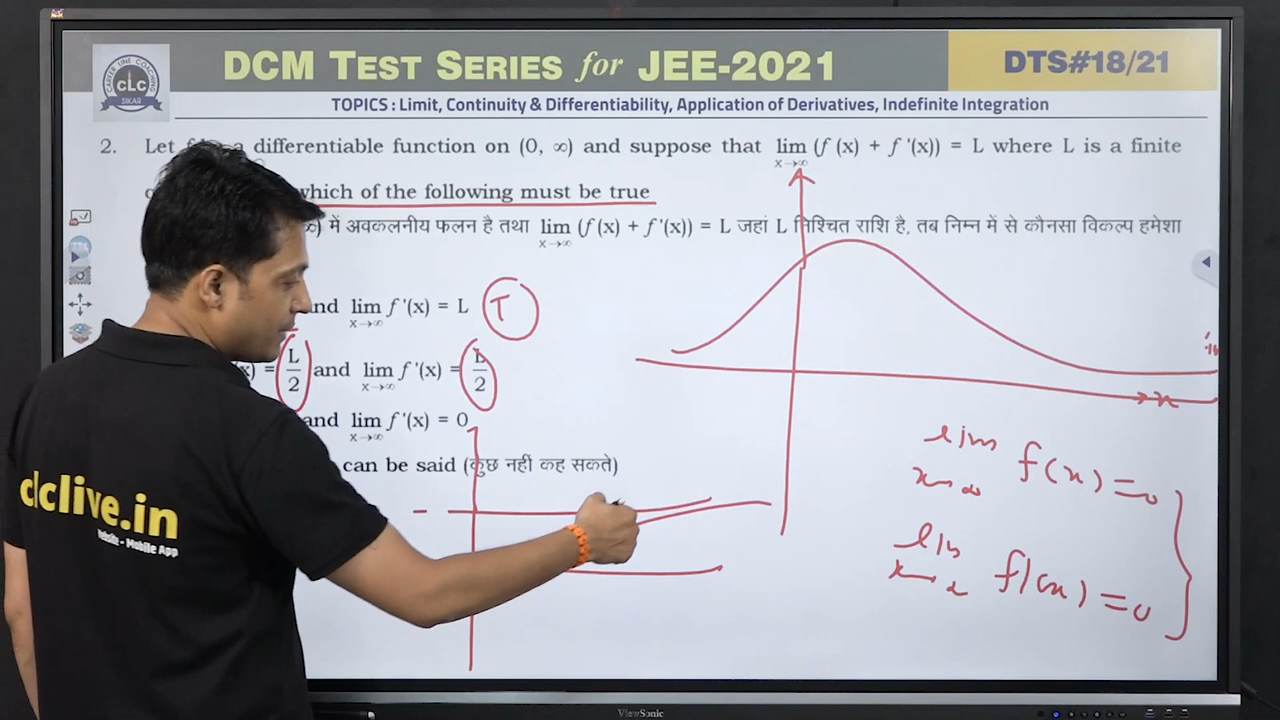 DCM TEST SERIES for JEE-2021
DTS#18/21
CLC
SIKAR
TOPICS : Limit, Continuity & Differentiability, Application of Derivatives, Indefinite Integration
2. Let differentiable function on (0, ∞) and suppose that lim x→∞ (f (x) + f '(x)) = L where L is a finite
which of the following must be true
में अवकलनीय फलन है तथा lim x→∞ (f(x) + f'(x)) = L जहां L निश्चित राशि है, तब निम्न में से कौनसा विकल्प हमेशा
and lim x→∞ f '(x) = L T
= L/2 and lim x→∞ f '(x) = L/2
and lim x→∞ f '(x) = 0
can be said (कुछ नहीं कह सकते)
x
lim x→∞ f(x) = 0
lim x→∞ f'(x) = 0
clclive.in
Website - Mobile App
ViewSonic